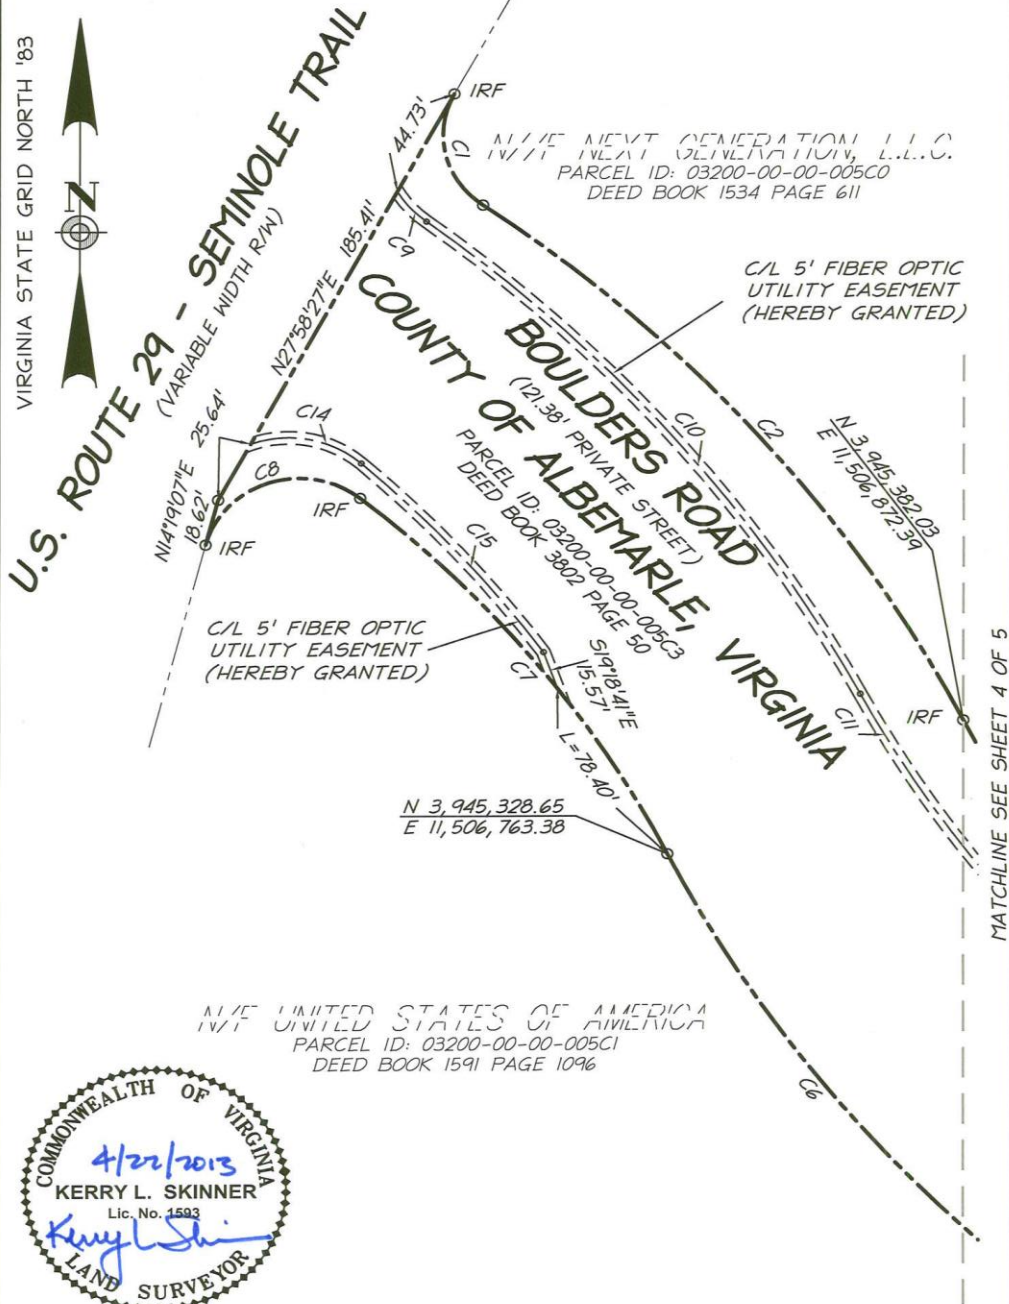 VIRGINIA STATE GRID NORTH '83
N
U.S. ROUTE 29 - SEMINOLE TRAIL
(VARIABLE WIDTH R/W)
44.73'
IRF
C1
N/F NEXT GENERATION, L.L.C.
PARCEL ID: 03200-00-00-005C0
DEED BOOK 1534 PAGE 611
N27°58'27"E 185.41'
C9
C/L 5' FIBER OPTIC
UTILITY EASEMENT
(HEREBY GRANTED)
COUNTY OF ALBEMARLE, VIRGINIA
BOULDERS ROAD
(121.38' PRIVATE STREET)
PARCEL ID: 03200-00-00-005C3
DEED BOOK 3802 PAGE 50
C10
C2
N 3,945,382.03
E 11,506,872.39
25.64'
C14
C8
N14°19'07"E
18.62'
IRF
IRF
C15
C/L 5' FIBER OPTIC
UTILITY EASEMENT
(HEREBY GRANTED)
C7
S19°18'41"E
15.57'
L=78.40'
C11
IRF
MATCHLINE SEE SHEET 4 OF 5
N 3,945,328.65
E 11,506,763.38
N/F UNITED STATES OF AMERICA
PARCEL ID: 03200-00-00-005C1
DEED BOOK 1591 PAGE 1096
C6
COMMONWEALTH OF VIRGINIA
4/22/2013
KERRY L. SKINNER
Lic. No. 1593
Kerry L Skinner
LAND SURVEYOR